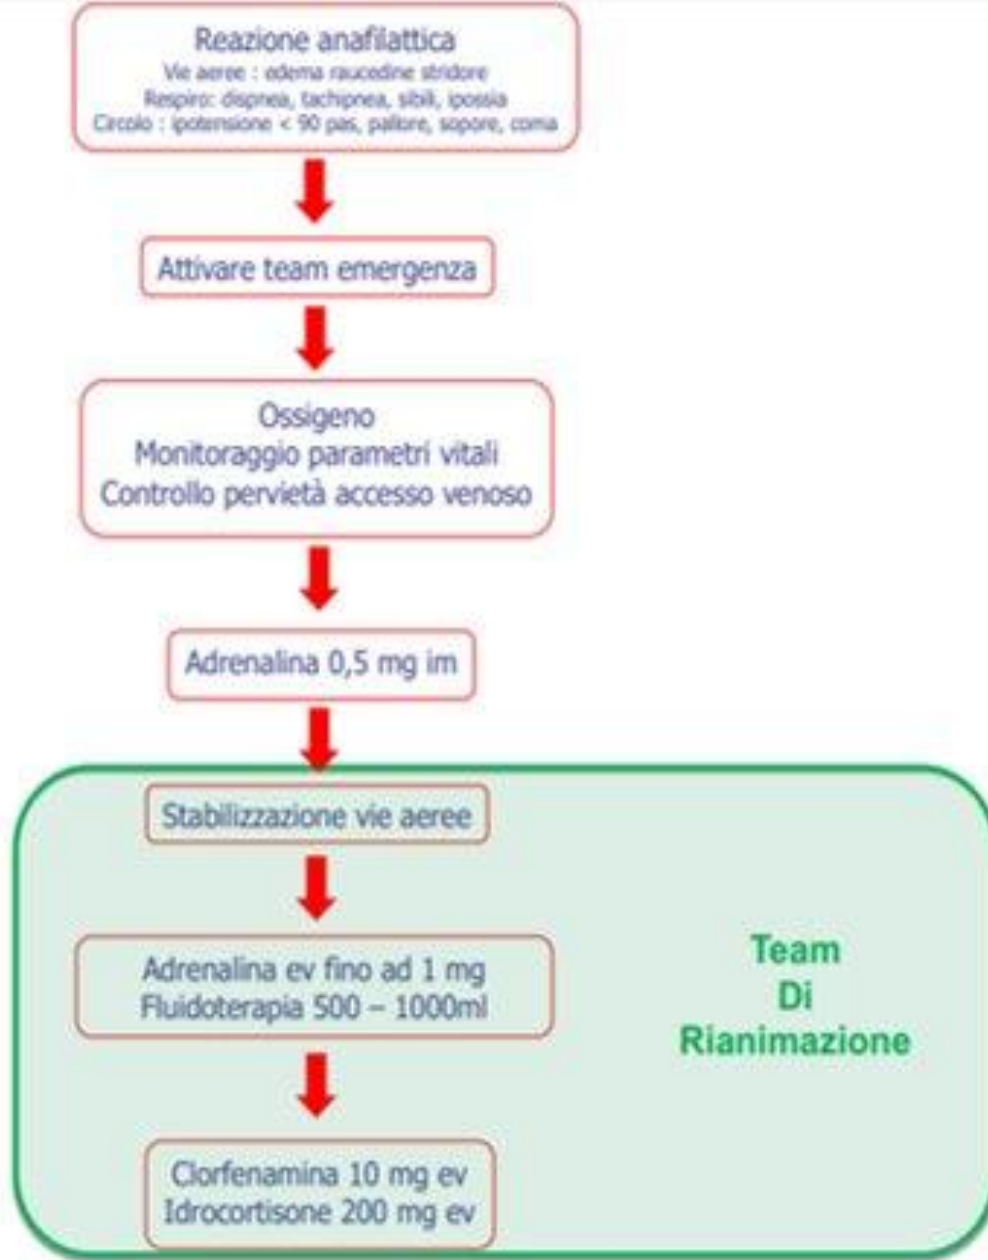 Reazione anafilattica
Vie aeree : edema raucedine stridore
Respiro: dispnea, tachipnea, sibili, ipossia
Circolo : ipotensione < 90 pas, pallore, sopore, coma
Attivare team emergenza
Ossigeno
Monitoraggio parametri vitali
Controllo pervietà accesso venoso
Adrenalina 0,5 mg im
Stabilizzazione vie aeree
Adrenalina ev fino ad 1 mg
Fluidoterapia 500 – 1000ml
Team
Di
Rianimazione
Clorfenamina 10 mg ev
Idrocortisone 200 mg ev